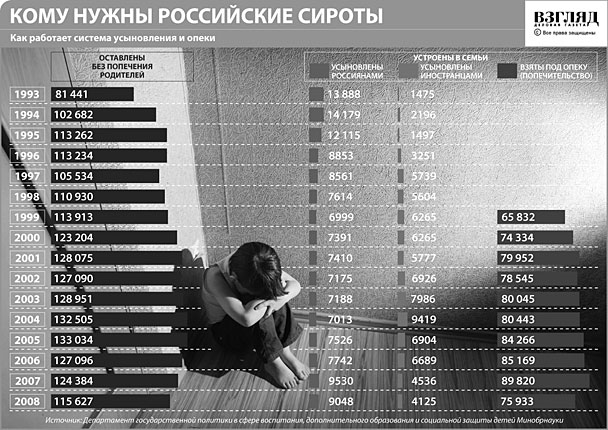 КОМУ НУЖНЫ РОССИЙСКИЕ СИРОТЫ
Как работает система усыновления и опеки
ВЗГЛЯД
ДЕЛОВАЯ ГАЗЕТА
© Все права защищены
ОСТАВЛЕНЫ
БЕЗ ПОПЕЧЕНИЯ
РОДИТЕЛЕЙ
УСТРОЕНЫ В СЕМЬИ
УСЫНОВЛЕНЫ
РОССИЯНАМИ
УСЫНОВЛЕНЫ
ИНОСТРАНЦАМИ
ВЗЯТЫ ПОД ОПЕКУ
(ПОПЕЧИТЕЛЬСТВО)
1993 81 441 13 888 1475
1994 102 682 14 179 2196
1995 113 262 12 115 1497
1996 113 234 8853 3251
1997 105 534 8561 5739
1998 110 930 7614 5604
1999 113 913 6999 6265 65 832
2000 123 204 7391 6265 74 334
2001 128 075 7410 5777 79 952
2002 127 090 7175 6926 78 545
2003 128 951 7188 7986 80 045
2004 132 505 7013 9419 80 443
2005 133 034 7526 6904 84 266
2006 127 096 7742 6689 85 169
2007 124 384 9530 4536 89 820
2008 115 627 9048 4125 75 933
Источник: Департамент государственной политики в сфере воспитания, дополнительного образования и социальной защиты детей Минобрнауки